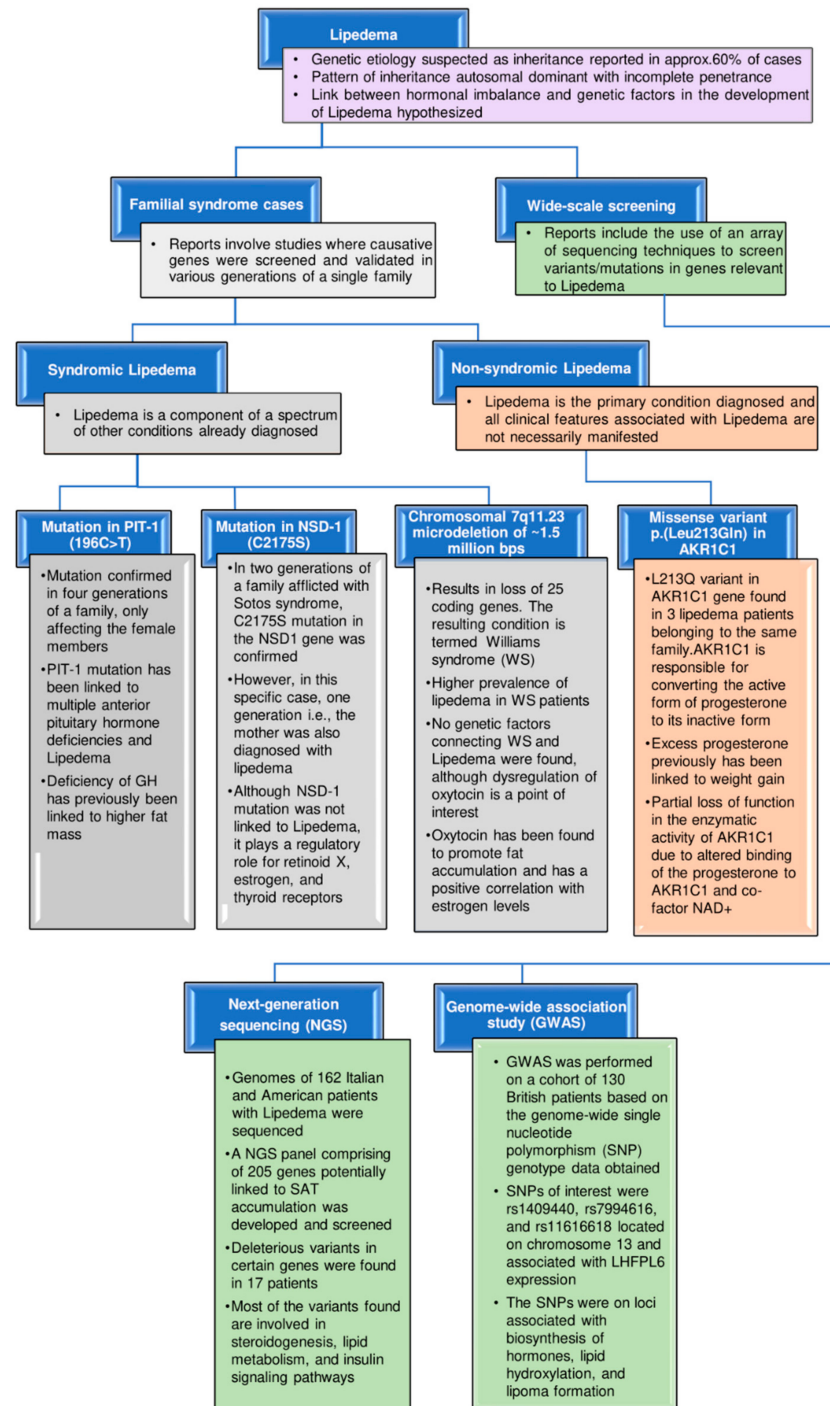 Lipedema
• Genetic etiology suspected as inheritance reported in approx.60% of cases
• Pattern of inheritance autosomal dominant with incomplete penetrance
• Link between hormonal imbalance and genetic factors in the development
of Lipedema hypothesized
Familial syndrome cases
• Reports involve studies where causative
genes were screened and validated in
various generations of a single family
Wide-scale screening
• Reports include the use of an array
of sequencing techniques to screen
variants/mutations in genes relevant
to Lipedema
Syndromic Lipedema
• Lipedema is a component of a spectrum
of other conditions already diagnosed
Non-syndromic Lipedema
• Lipedema is the primary condition diagnosed and
all clinical features associated with Lipedema are
not necessarily manifested
Mutation in PIT-1
(196C>T)
•Mutation confirmed
in four generations
of a family, only
affecting the female
members
•PIT-1 mutation has
been linked to
multiple anterior
pituitary hormone
deficiencies and
Lipedema
•Deficiency of GH
has previously been
linked to higher fat
mass
Mutation in NSD-1
(C2175S)
•In two generations of
a family afflicted with
Sotos syndrome,
C2175S mutation in
the NSD1 gene was
confirmed
•However, in this
specific case, one
generation i.e., the
mother was also
diagnosed with
lipedema
•Although NSD-1
mutation was not
linked to Lipedema,
it plays a regulatory
role for retinoid X,
estrogen, and
thyroid receptors
Chromosomal 7q11.23
microdeletion of ~1.5
million bps
•Results in loss of 25
coding genes. The
resulting condition is
termed Williams
syndrome (WS)
•Higher prevalence of
lipedema in WS patients
•No genetic factors
connecting WS and
Lipedema were found,
although dysregulation of
oxytocin is a point of
interest
•Oxytocin has been found
to promote fat
accumulation and has a
positive correlation with
estrogen levels
Missense variant
p.(Leu213Gln) in
AKR1C1
•L213Q variant in
AKR1C1 gene found
in 3 lipedema patients
belonging to the same
family.AKR1C1 is
responsible for
converting the active
form of progesterone
to its inactive form
•Excess progesterone
previously has been
linked to weight gain
•Partial loss of function
in the enzymatic
activity of AKR1C1
due to altered binding
of the progesterone to
AKR1C1 and co-
factor NAD+
Next-generation
sequencing (NGS)
•Genomes of 162 Italian
and American patients
with Lipedema were
sequenced
•A NGS panel comprising
of 205 genes potentially
linked to SAT
accumulation was
developed and screened
•Deleterious variants in
certain genes were found
in 17 patients
•Most of the variants found
are involved in
steroidogenesis, lipid
metabolism, and insulin
signaling pathways
Genome-wide association
study (GWAS)
• GWAS was performed
on a cohort of 130
British patients based on
the genome-wide single
nucleotide
polymorphism (SNP)
genotype data obtained
• SNPs of interest were
rs1409440, rs7994616,
and rs11616618 located
on chromosome 13 and
associated with LHFPL6
expression
• The SNPs were on loci
associated with
biosynthesis of
hormones, lipid
hydroxylation, and
lipoma formation